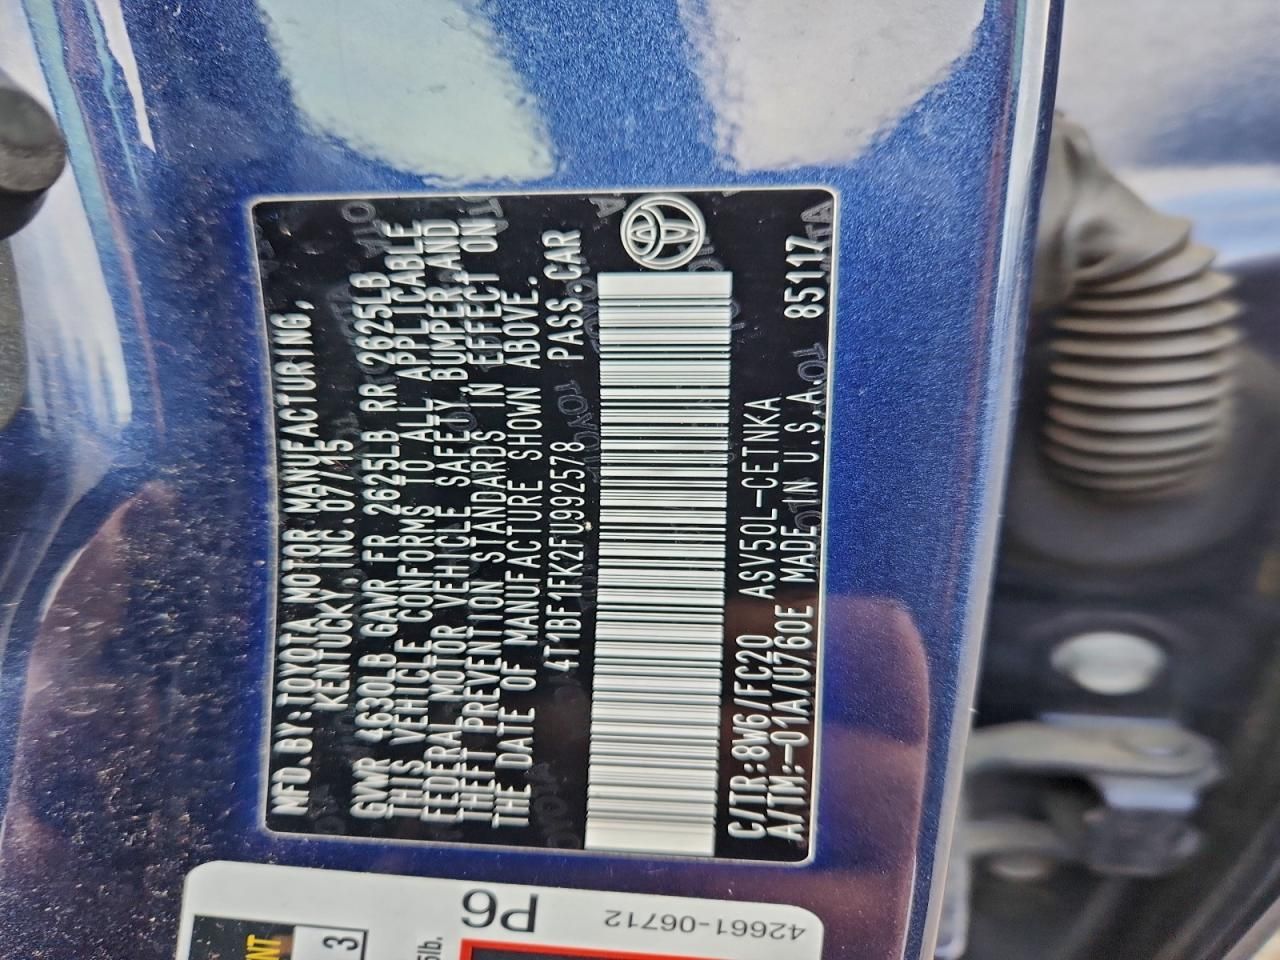 MFD.BY:TOYOTA MOTOR MANUFACTURING,
KENTUCKY,INC.07/15
GVWR 4630LB GAWR FR 2625LB RR 2625LB
THIS VEHICLE CONFORMS TO ALL APPLICABLE
FEDERAL MOTOR VEHICLE SAFETY,BUMPER,AND
THEFT PREVENTION STANDARDS IN EFFECT ON
THE DATE OF MANUFACTURE SHOWN ABOVE.
4T1BF1FK2FU992578 PASS.CAR
C/TR:8W6/FC20 ASV50L-CETNKA
A/TM:-01A/U760E MADE IN U.S.A. 85117
P6
42661-06712
3